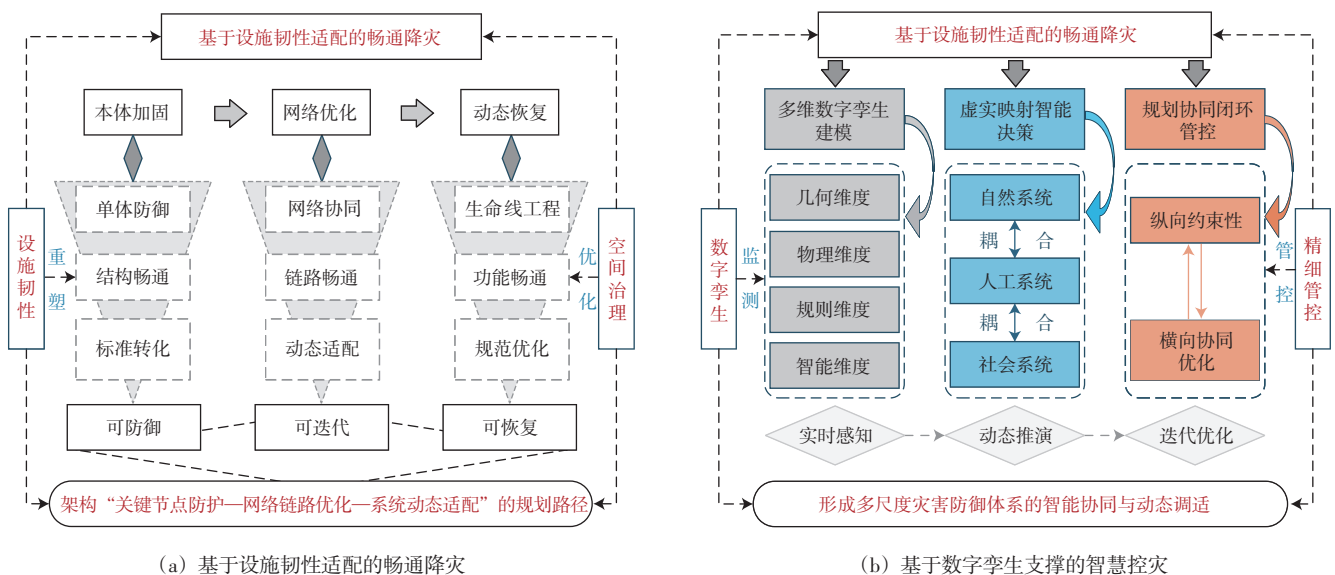 基于设施韧性适配的畅通降灾
本体加固
网络优化
动态恢复
单体防御
网络协同
生命线工程
设施韧性
重塑
结构畅通
链路畅通
功能畅通
优化
空间治理
标准转化
动态适配
规范优化
可防御
可迭代
可恢复
架构“关键节点防护—网络链路优化—系统动态适配”的规划路径
(a) 基于设施韧性适配的畅通降灾
基于设施韧性适配的畅通降灾
多维数字孪生
建模
虚实映射智能
决策
规划协同闭环
管控
数字孪生
监测
几何维度
物理维度
规则维度
智能维度
自然系统
耦 合
人工系统
耦 合
社会系统
纵向约束性
横向协同
优化
管控
精细管控
实时感知
动态推演
迭代优化
形成多尺度灾害防御体系的智能协同与动态调适
(b) 基于数字孪生支撑的智慧控灾